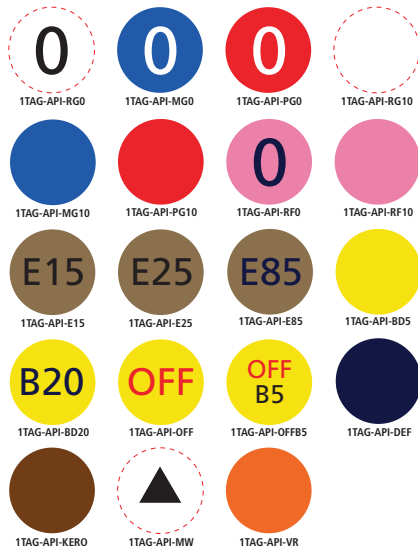 0 0 0
1TAG-API-RG0 1TAG-API-MG0 1TAG-API-PG0 1TAG-API-RG10
0
1TAG-API-MG10 1TAG-API-PG10 1TAG-API-RF0 1TAG-API-RF10
E15 E25 E85
1TAG-API-E15 1TAG-API-E25 1TAG-API-E85 1TAG-API-BD5
B20 OFF OFF
B5
1TAG-API-BD20 1TAG-API-OFF 1TAG-API-OFFB5 1TAG-API-DEF
1TAG-API-KERO 1TAG-API-MW 1TAG-API-VR